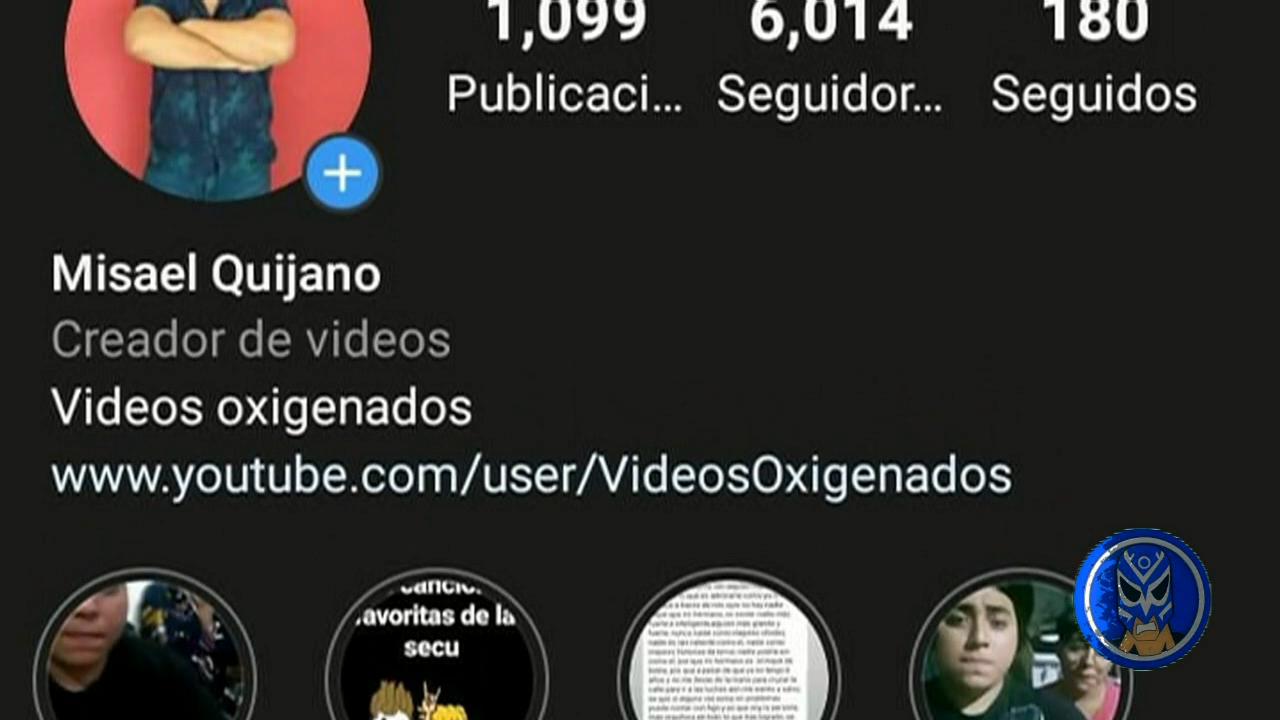 1,099 6,014 180
Publicaci... Seguidor... Seguidos
Misael Quijano
Creador de videos
Videos oxigenados
www.youtube.com/user/VideosOxigenados
avoritas de la
secu